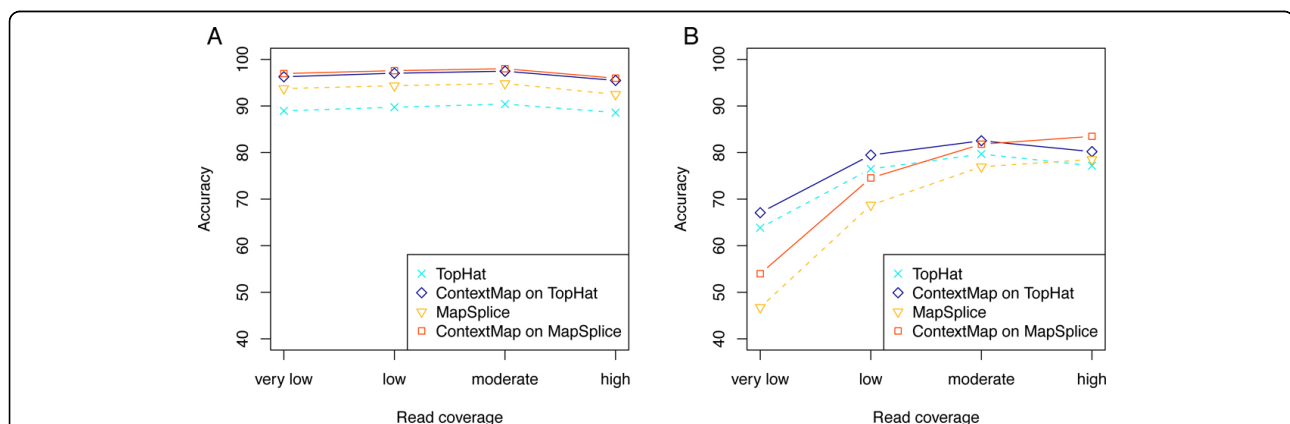 A
100
90
80
70
60
50
40
Accuracy
TopHat
ContextMap on TopHat
MapSplice
ContextMap on MapSplice
very low
low
moderate
high
Read coverage
B
100
90
80
70
60
50
40
Accuracy
TopHat
ContextMap on TopHat
MapSplice
ContextMap on MapSplice
very low
low
moderate
high
Read coverage